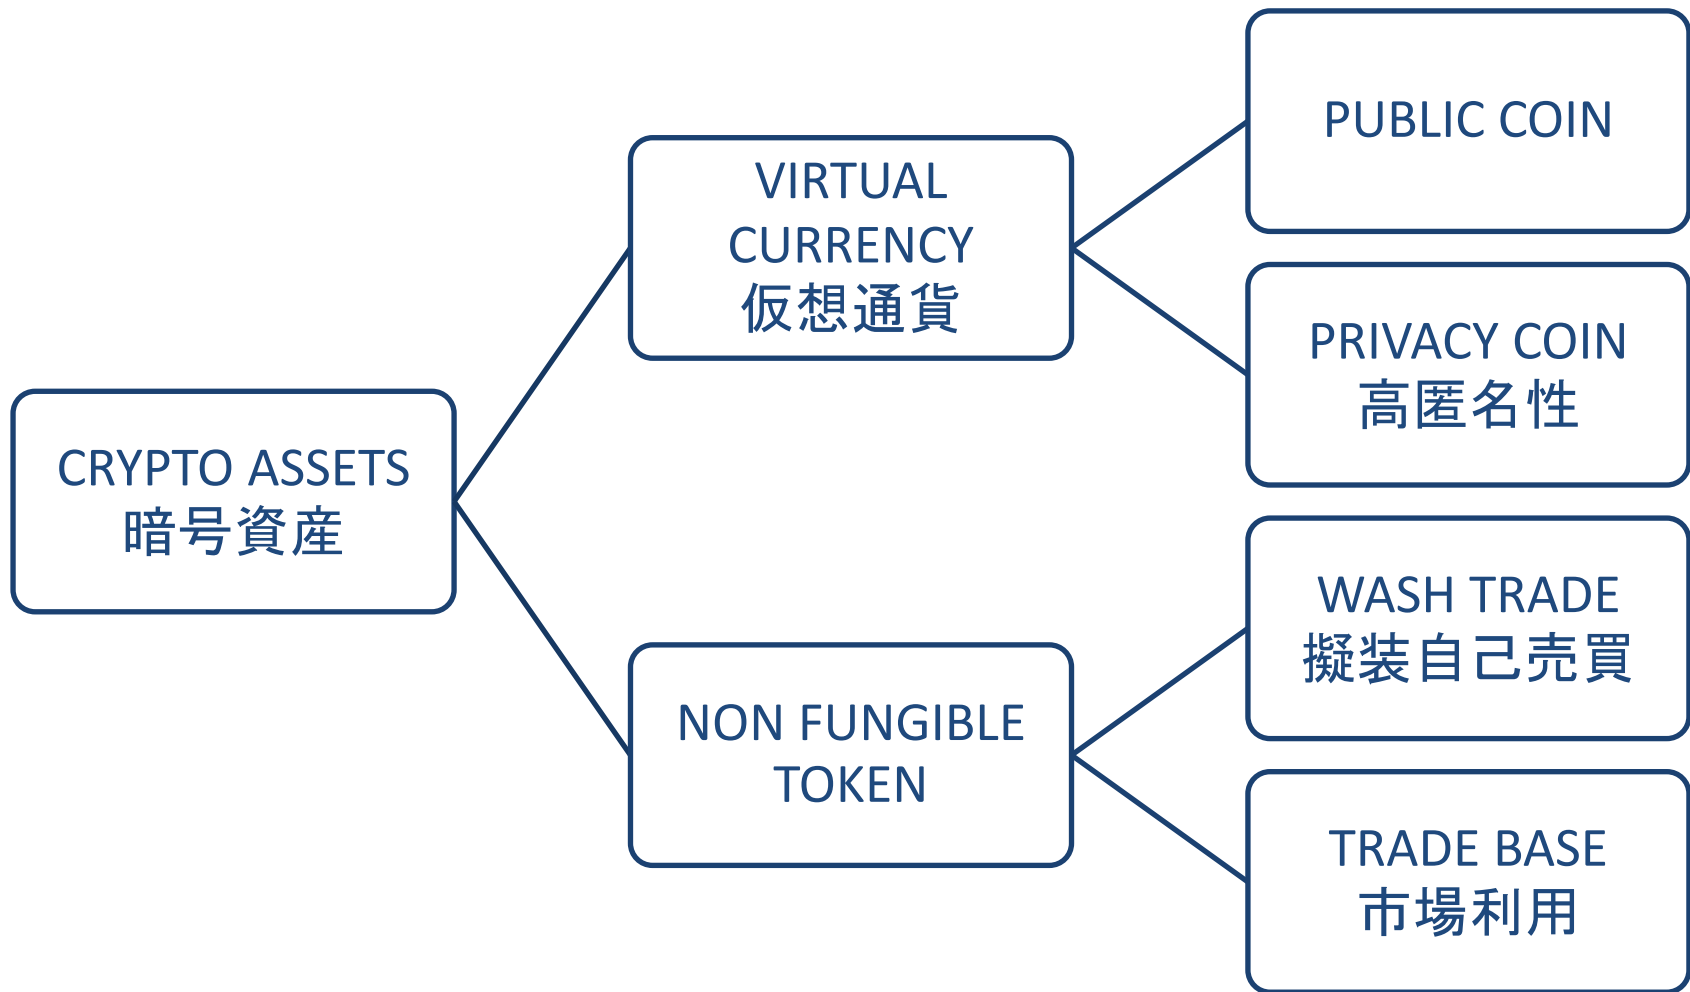 CRYPTO ASSETS
暗号資産
VIRTUAL
CURRENCY
仮想通貨
PUBLIC COIN
PRIVACY COIN
高匿名性
NON FUNGIBLE
TOKEN
WASH TRADE
擬装自己売買
TRADE BASE
市場利用